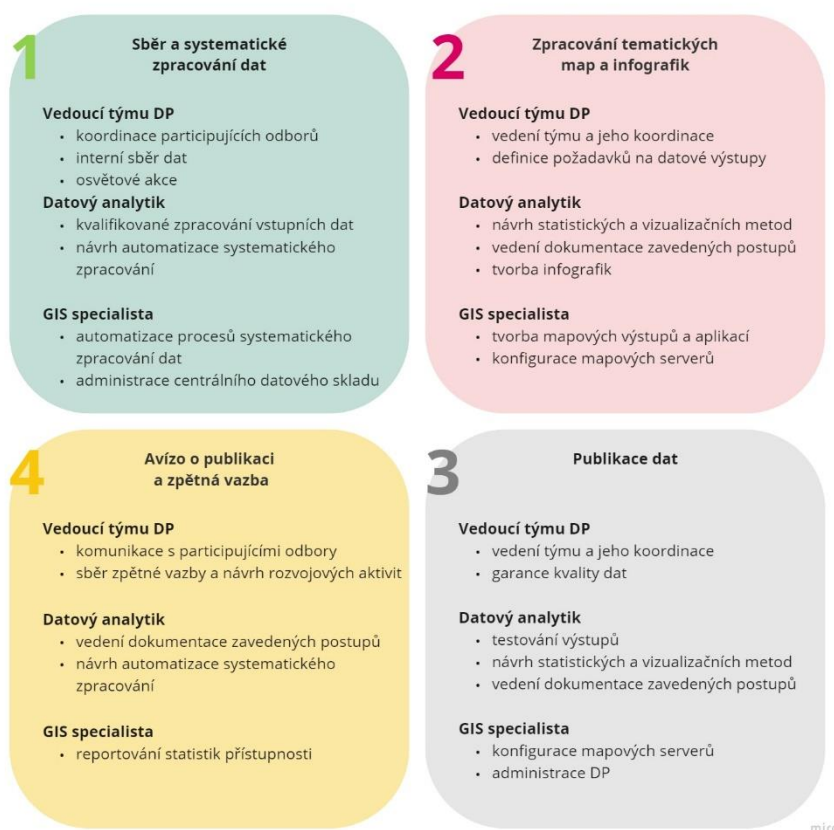 1
Sběr a systematické
zpracování dat
Vedoucí týmu DP
• koordinace participujících odborů
• interní sběr dat
• osvětové akce
Datový analytik
• kvalifikované zpracování vstupních dat
• návrh automatizace systematického
zpracování
GIS specialista
• automatizace procesů systematického
zpracování dat
• administrace centrálního datového skladu
2
Zpracování tematických
map a infografik
Vedoucí týmu DP
• vedení týmu a jeho koordinace
• definice požadavků na datové výstupy
Datový analytik
• návrh statistických a vizualizačních metod
• vedení dokumentace zavedených postupů
• tvorba infografik
GIS specialista
• tvorba mapových výstupů a aplikací
• konfigurace mapových serverů
4
Avízo o publikaci
a zpětná vazba
Vedoucí týmu DP
• komunikace s participujícími odbory
• sběr zpětné vazby a návrh rozvojových aktivit
Datový analytik
• vedení dokumentace zavedených postupů
• návrh automatizace systematického
zpracování
GIS specialista
• reportování statistik přístupnosti
3
Publikace dat
Vedoucí týmu DP
• vedení týmu a jeho koordinace
• garance kvality dat
Datový analytik
• testování výstupů
• návrh statistických a vizualizačních metod
• vedení dokumentace zavedených postupů
GIS specialista
• konfigurace mapových serverů
• administrace DP